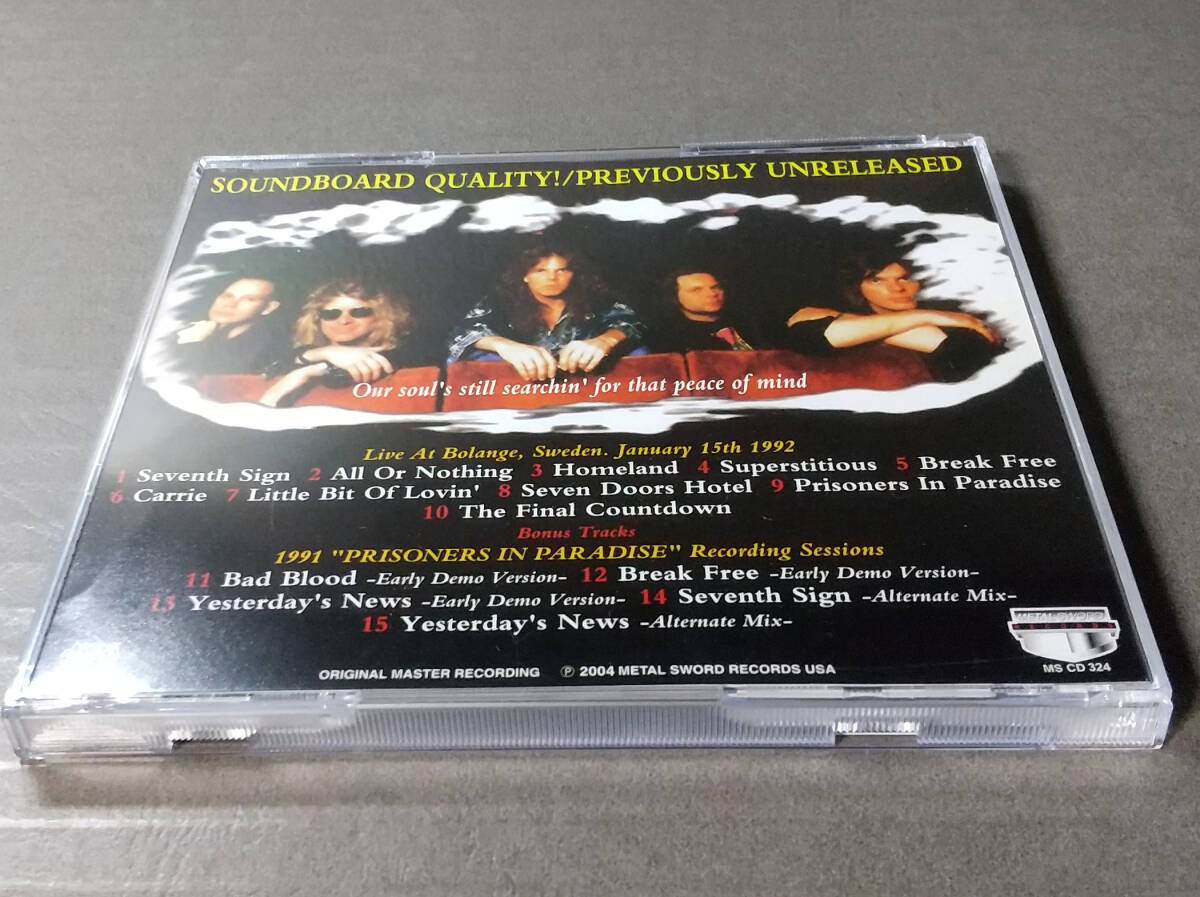 SOUNDBOARD QUALITY!/PREVIOUSLY UNRELEASED
Our soul's still searchin' for that peace of mind
Live At Bolange, Sweden. January 15th 1992
1 Seventh Sign 2 All Or Nothing 3 Homeland 4 Superstitious 5 Break Free
6 Carrie 7 Little Bit Of Lovin' 8 Seven Doors Hotel 9 Prisoners In Paradise
10 The Final Countdown
Bonus Tracks
1991 "PRISONERS IN PARADISE" Recording Sessions
11 Bad Blood -Early Demo Version- 12 Break Free -Early Demo Version-
13 Yesterday's News -Early Demo Version- 14 Seventh Sign -Alternate Mix-
15 Yesterday's News -Alternate Mix-
METAL SWORD
RECORDS
MS CD 324
ORIGINAL MASTER RECORDING ℗ 2004 METAL SWORD RECORDS USA